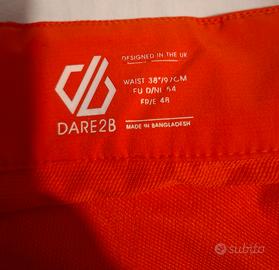 DESIGNED IN THE UK
WAIST 38"/97CM
EU D/NL 54
FR/E 48
DARE2B
MADE IN BANGLADESH
subito